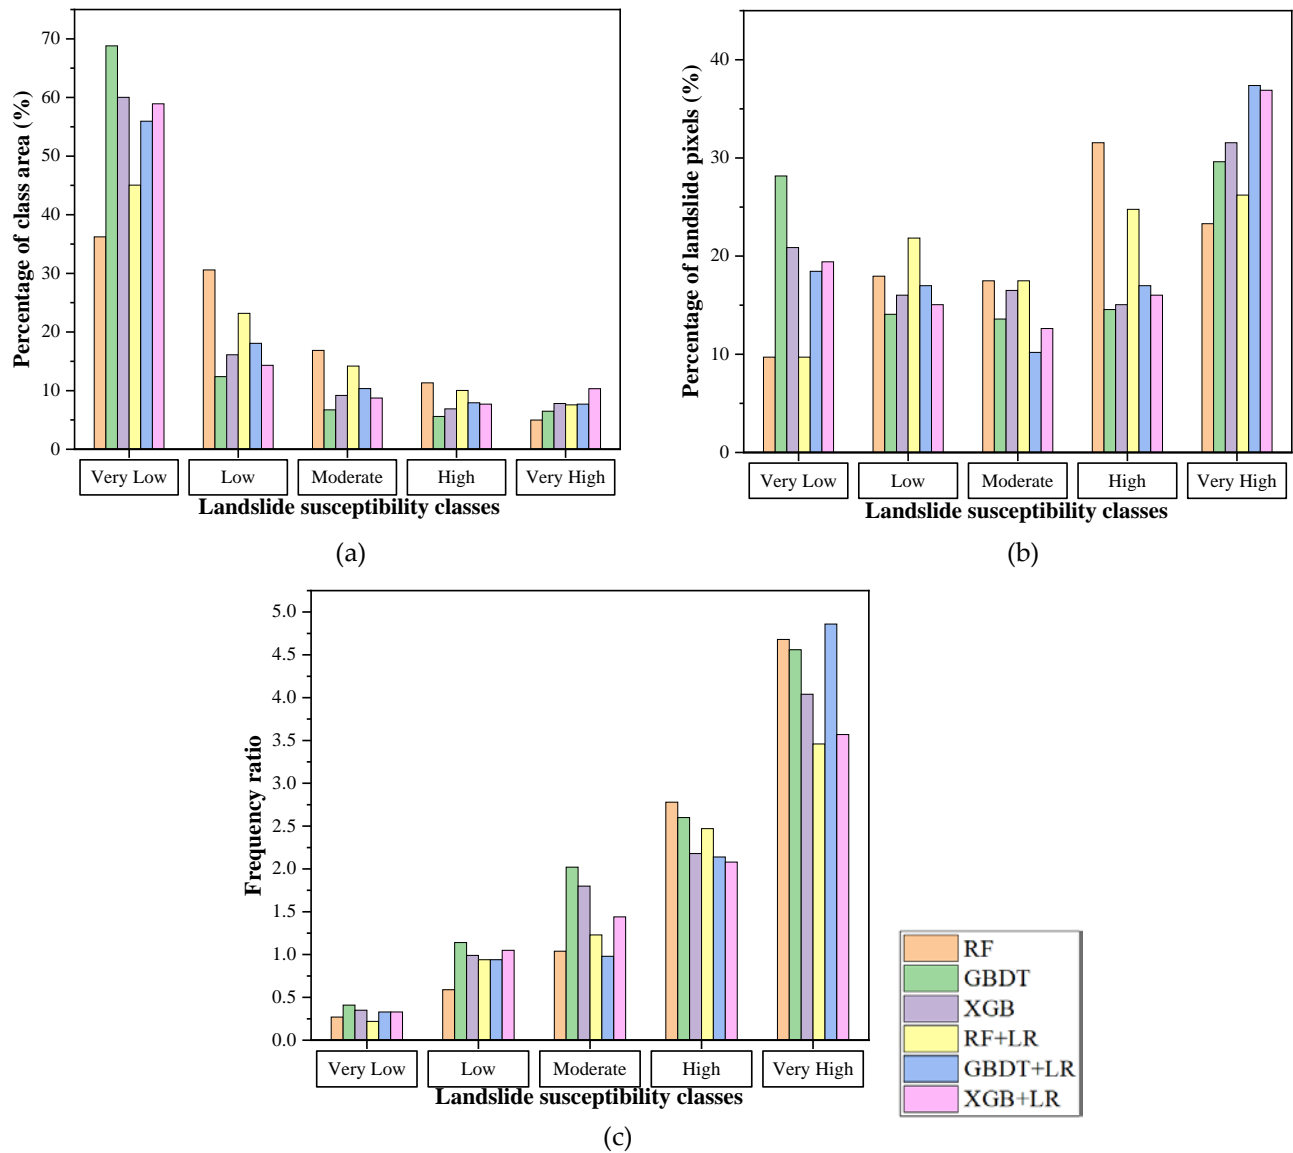 Percentage of class area (%)
70
60
50
40
30
20
10
0
Very Low
Low
Moderate
High
Very High
Landslide susceptibility classes
(a)
Percentage of landslide pixels (%)
40
30
20
10
0
Very Low
Low
Moderate
High
Very High
Landslide susceptibility classes
(b)
Frequency ratio
5.0
4.5
4.0
3.5
3.0
2.5
2.0
1.5
1.0
0.5
0.0
Very Low
Low
Moderate
High
Very High
Landslide susceptibility classes
(c)
RF
GBDT
XGB
RF+LR
GBDT+LR
XGB+LR